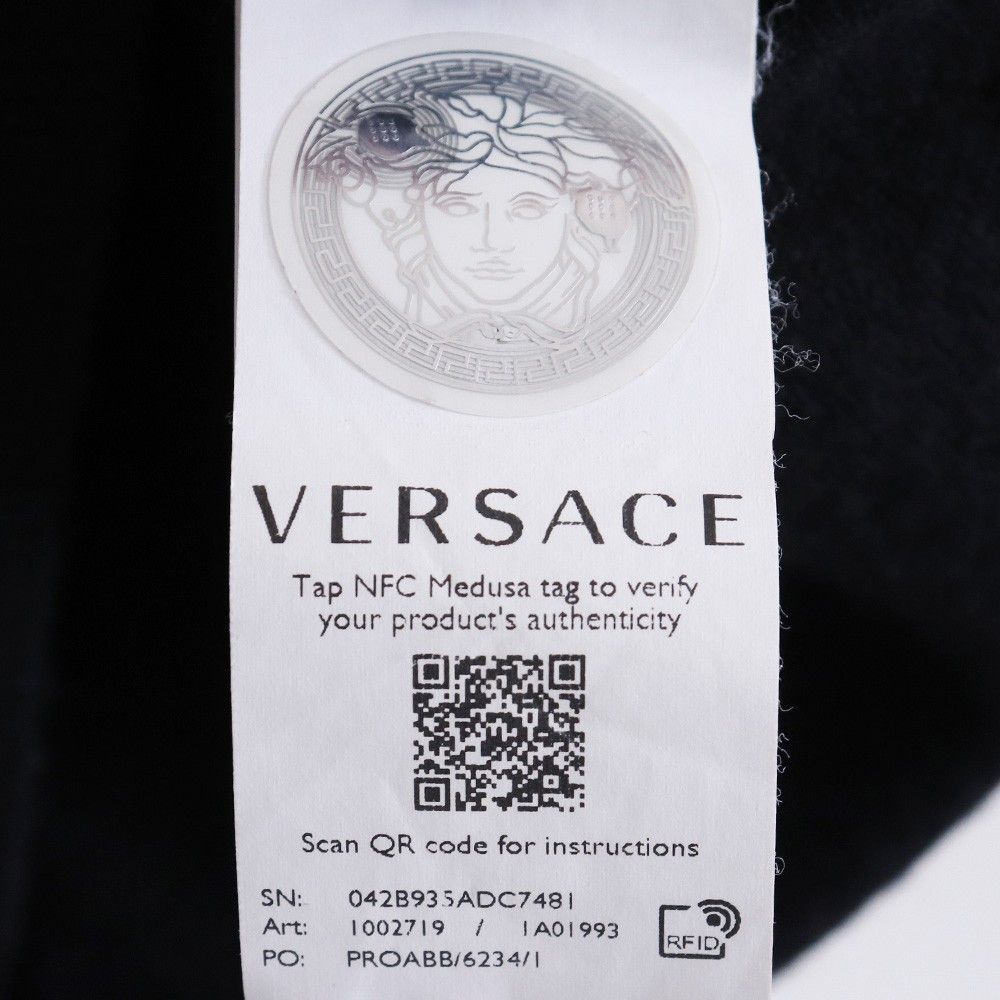 VERSACE
Tap NFC Medusa tag to verify
your product's authenticity
Scan QR code for instructions
SN: 042B935ADC7481
Art: 1002719 / 1A01993
PO: PROABB/6234/1
RFID